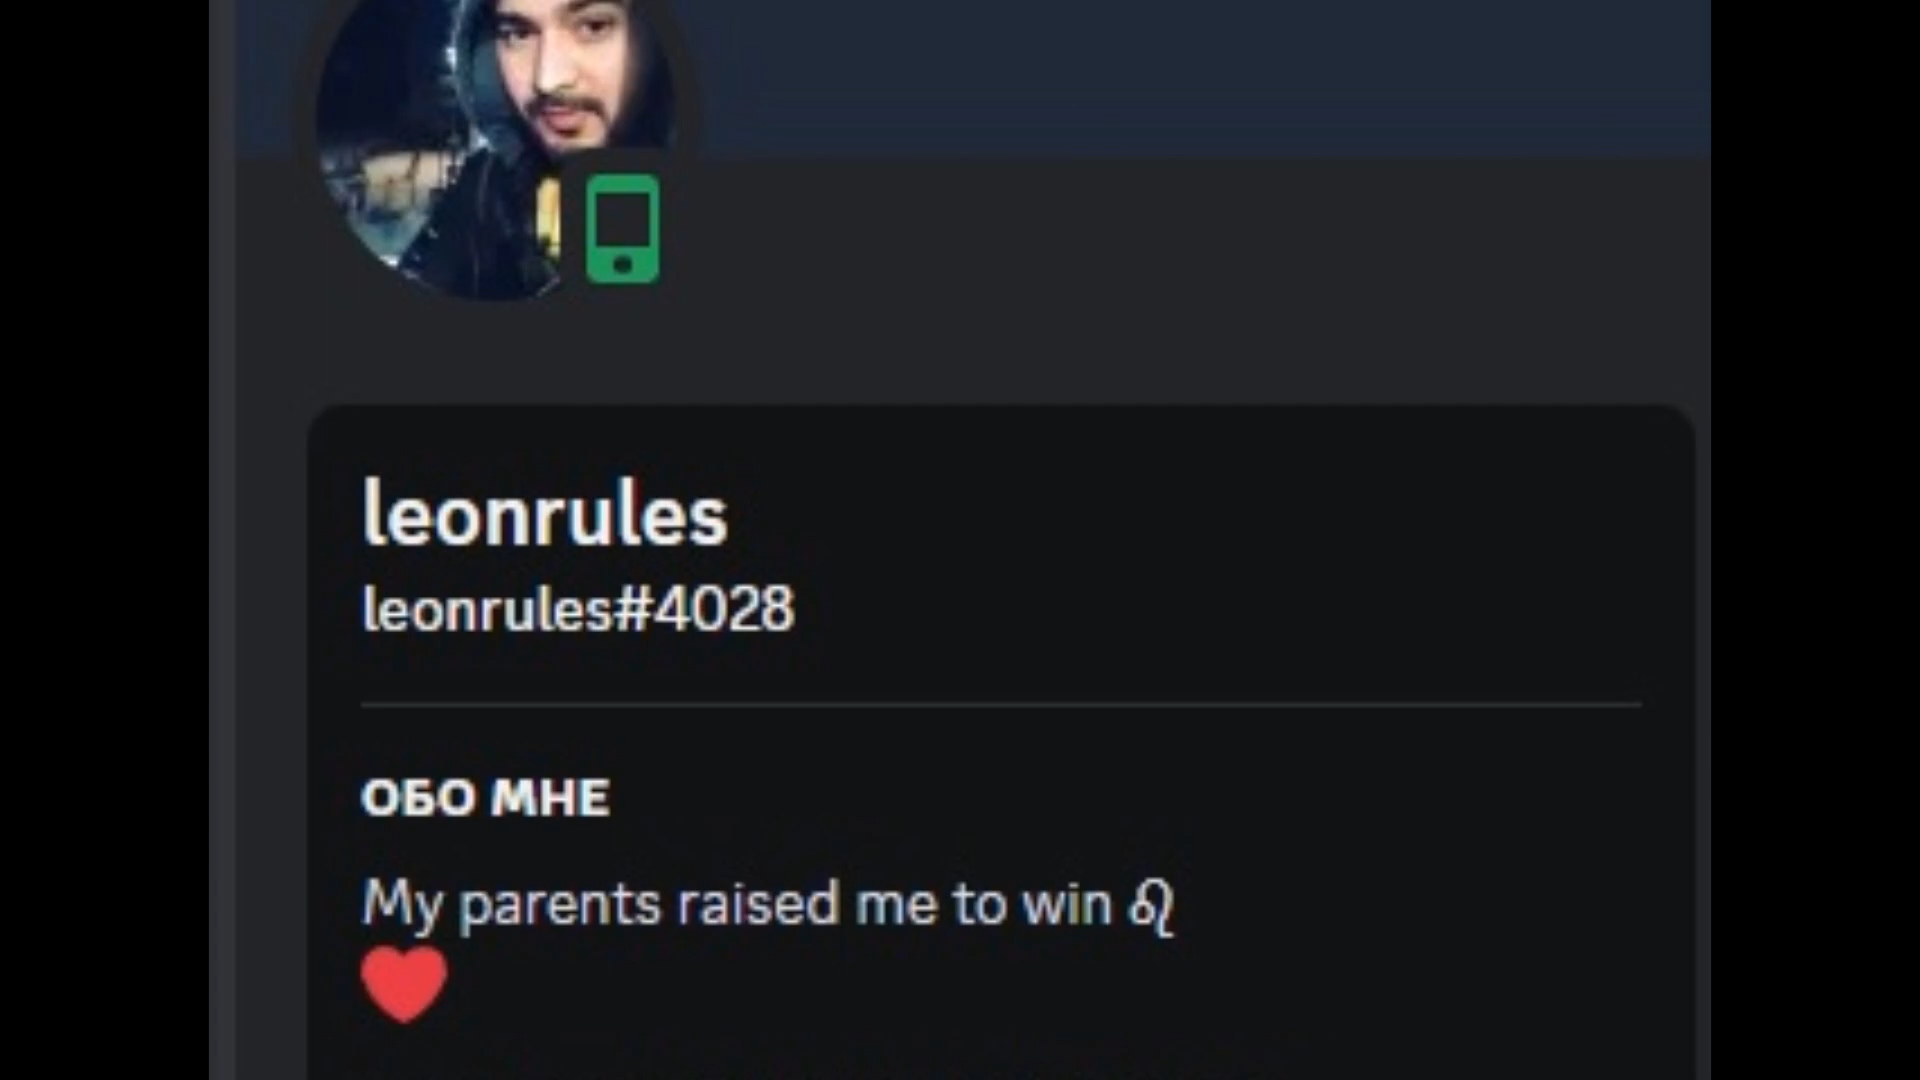 leonrules
leonrules#4028
ОБО МНЕ
My parents raised me to win ♌
❤